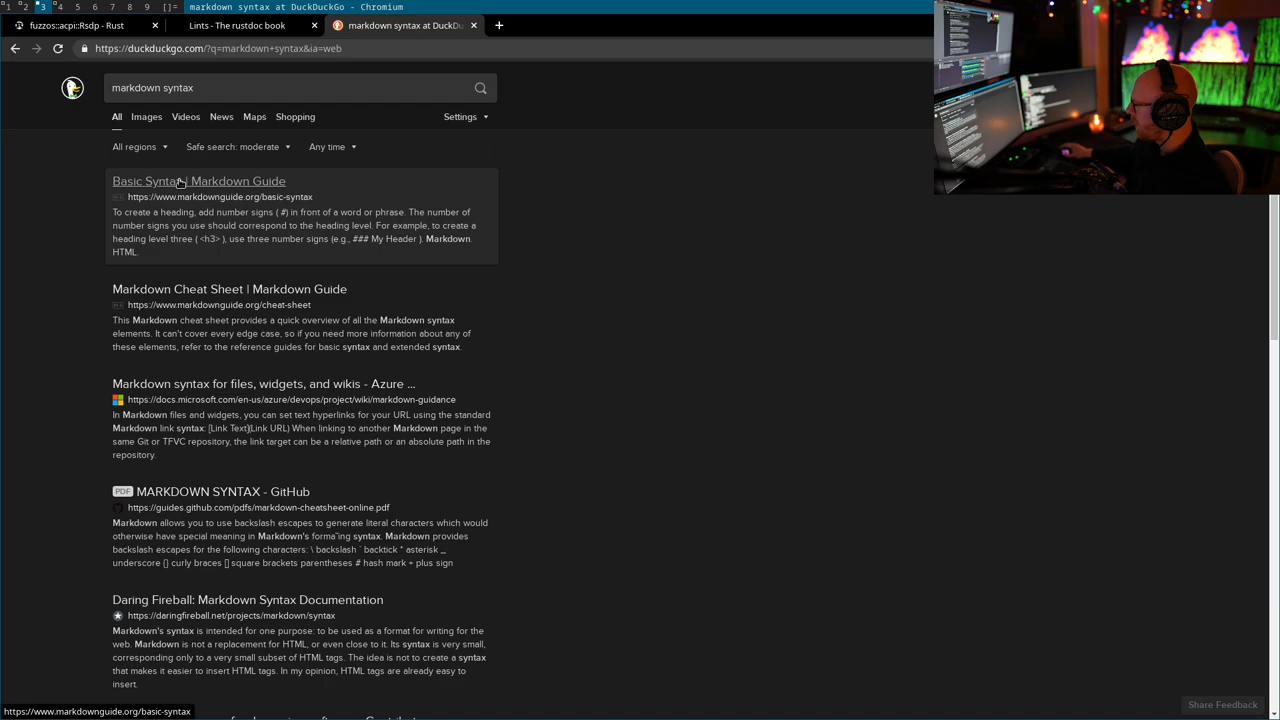 1 2 3 4 5 6 7 8 9 []= markdown syntax at DuckDuckGo - Chromium
fuzzos::acpi::Rsdp - Rust
Lints - The rustdoc book
markdown syntax at DuckDu
https://duckduckgo.com/?q=markdown+syntax&ia=web
markdown syntax
All Images Videos News Maps Shopping Settings
All regions Safe search: moderate Any time
Basic Syntax | Markdown Guide
https://www.markdownguide.org/basic-syntax
To create a heading, add number signs ( #) in front of a word or phrase. The number of
number signs you use should correspond to the heading level. For example, to create a
heading level three ( <h3> ), use three number signs (e.g., ### My Header ). Markdown.
HTML.
Markdown Cheat Sheet | Markdown Guide
https://www.markdownguide.org/cheat-sheet
This Markdown cheat sheet provides a quick overview of all the Markdown syntax
elements. It can't cover every edge case, so if you need more information about any of
these elements, refer to the reference guides for basic syntax and extended syntax.
Markdown syntax for files, widgets, and wikis - Azure ...
https://docs.microsoft.com/en-us/azure/devops/project/wiki/markdown-guidance
In Markdown files and widgets, you can set text hyperlinks for your URL using the standard
Markdown link syntax: [Link Text](Link URL) When linking to another Markdown page in the
same Git or TFVC repository, the link target can be a relative path or an absolute path in the
repository.
PDF MARKDOWN SYNTAX - GitHub
https://guides.github.com/pdfs/markdown-cheatsheet-online.pdf
Markdown allows you to use backslash escapes to generate literal characters which would
otherwise have special meaning in Markdown's forma˜ing syntax. Markdown provides
backslash escapes for the following characters: \ backslash ` backtick * asterisk _
underscore {} curly braces [] square brackets parentheses # hash mark + plus sign
Daring Fireball: Markdown Syntax Documentation
https://daringfireball.net/projects/markdown/syntax
Markdown's syntax is intended for one purpose: to be used as a format for writing for the
web. Markdown is not a replacement for HTML, or even close to it. Its syntax is very small,
corresponding only to a very small subset of HTML tags. The idea is not to create a syntax
that makes it easier to insert HTML tags. In my opinion, HTML tags are already easy to
insert.
https://www.markdownguide.org/basic-syntax
Share Feedback